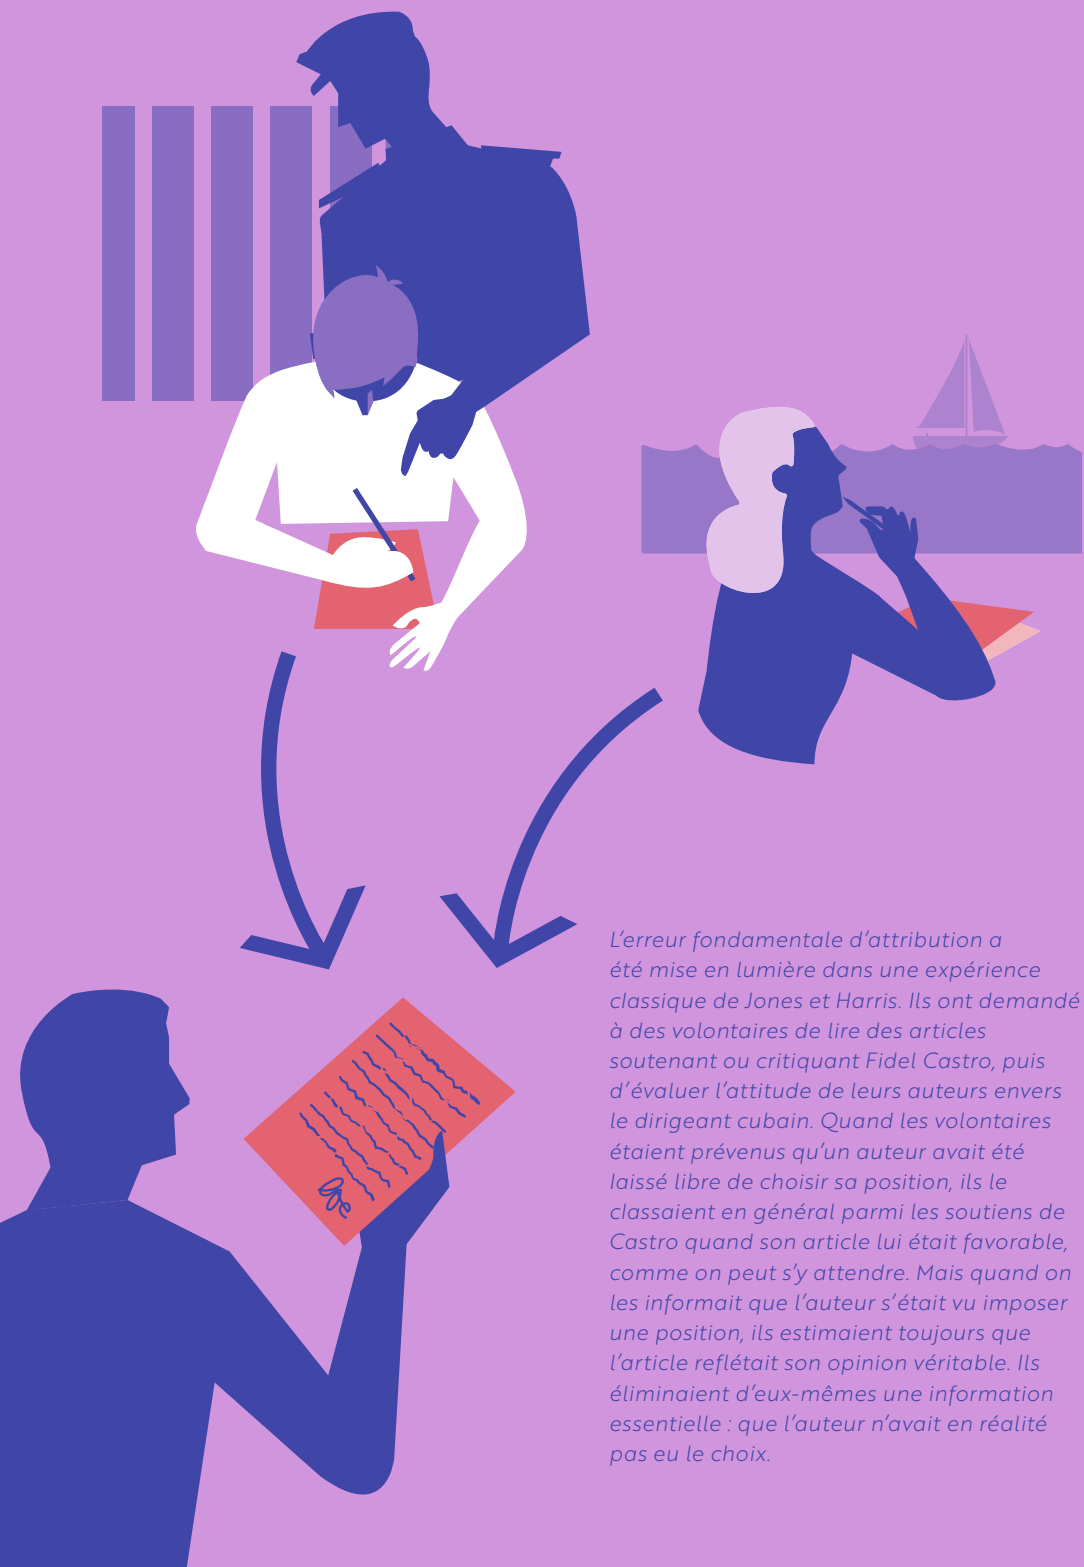 L’erreur fondamentale d’attribution a
été mise en lumière dans une expérience
classique de Jones et Harris. Ils ont demandé
à des volontaires de lire des articles
soutenant ou critiquant Fidel Castro, puis
d’évaluer l’attitude de leurs auteurs envers
le dirigeant cubain. Quand les volontaires
étaient prévenus qu’un auteur avait été
laissé libre de choisir sa position, ils le
classaient en général parmi les soutiens de
Castro quand son article lui était favorable,
comme on peut s’y attendre. Mais quand on
les informait que l’auteur s’était vu imposer
une position, ils estimaient toujours que
l’article reflétait son opinion véritable. Ils
éliminaient d’eux-mêmes une information
essentielle : que l’auteur n’avait en réalité
pas eu le choix.